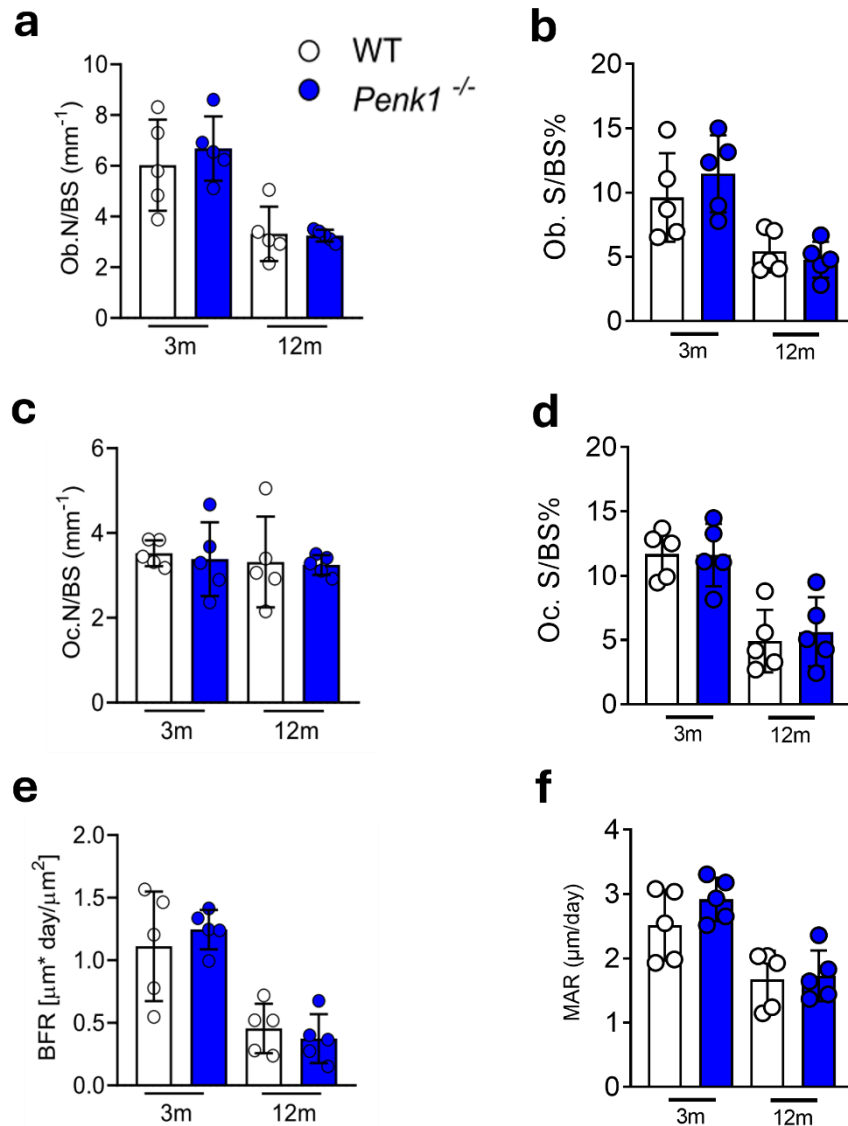 a
WT
Penk1 -/-
Ob.N/BS (mm-1)
10
8
6
4
2
0
3m
12m
b
Ob. S/BS%
20
15
10
5
0
3m
12m
c
Oc.N/BS (mm-1)
6
4
2
0
3m
12m
d
Oc. S/BS%
20
15
10
5
0
3m
12m
e
BFR [μm* day/μm2]
2.0
1.5
1.0
0.5
0.0
3m
12m
f
MAR (μm/day)
4
3
2
1
0
3m
12m